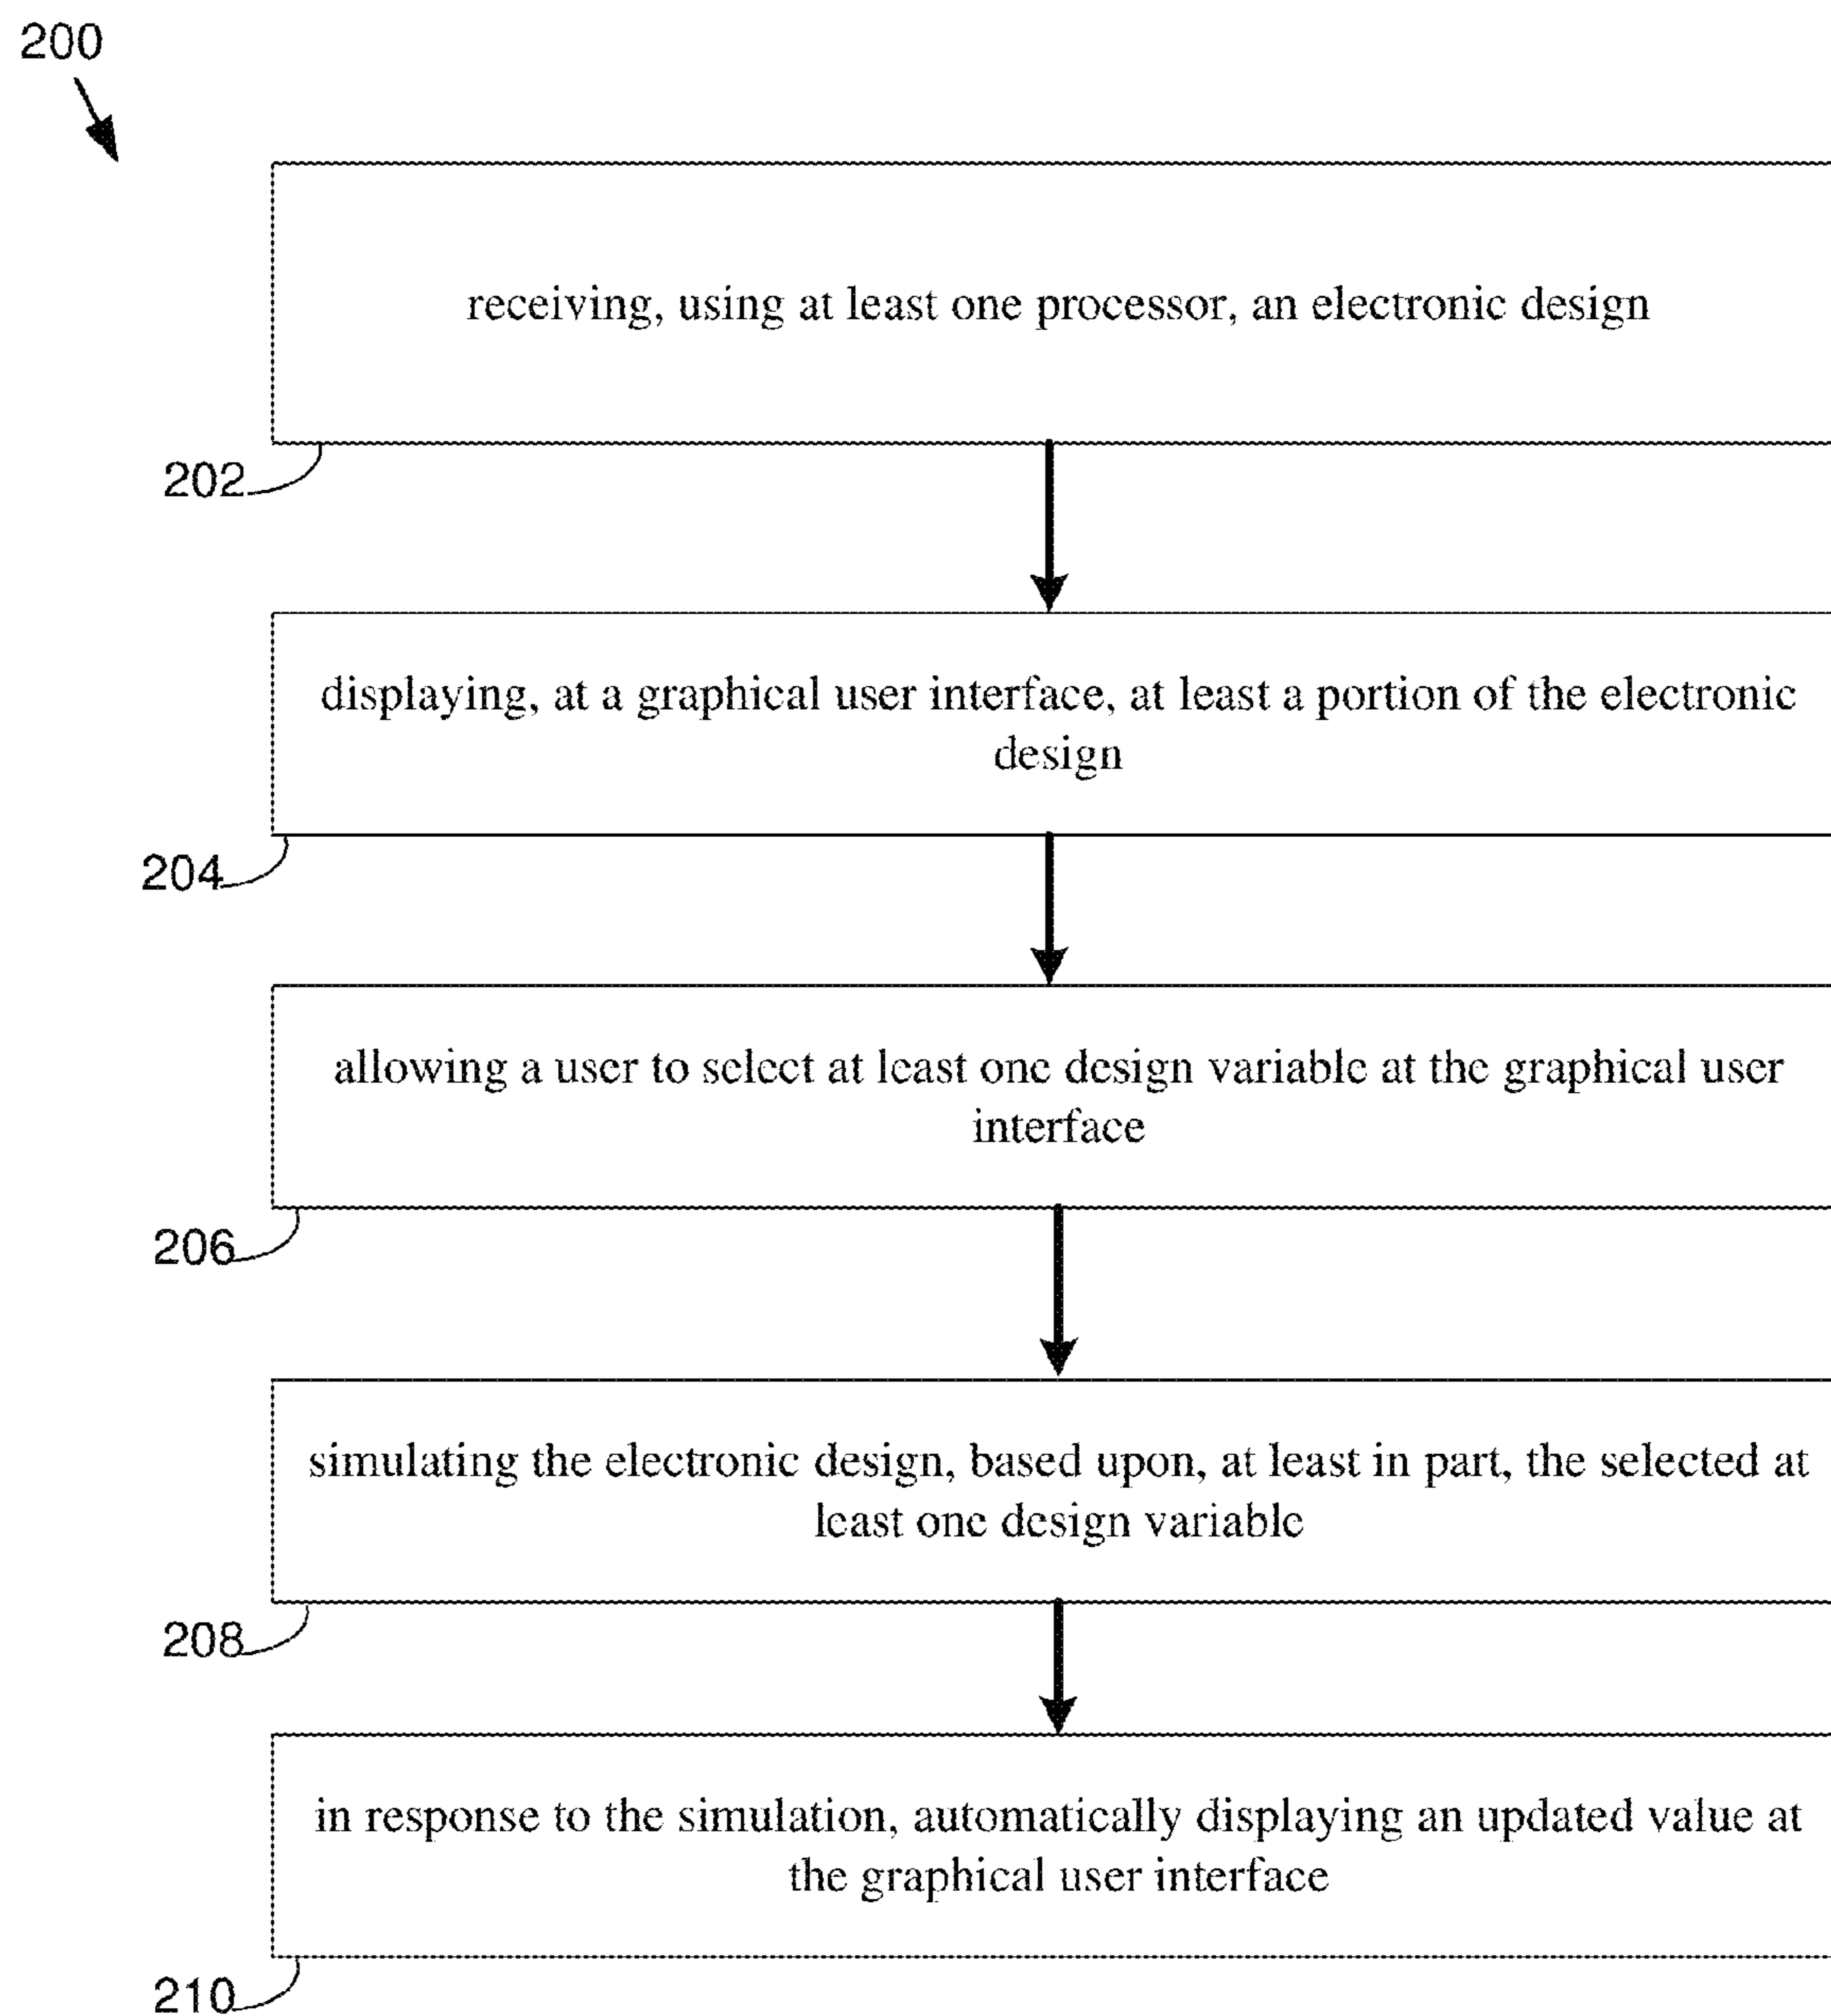 200
receiving, using at least one processor, an electronic design
202
displaying, at a graphical user interface, at least a portion of the electronic
design
204
allowing a user to select at least one design variable at the graphical user
interface
206
simulating the electronic design, based upon, at least in part, the selected at
least one design variable
208
in response to the simulation, automatically displaying an updated value at
the graphical user interface
210